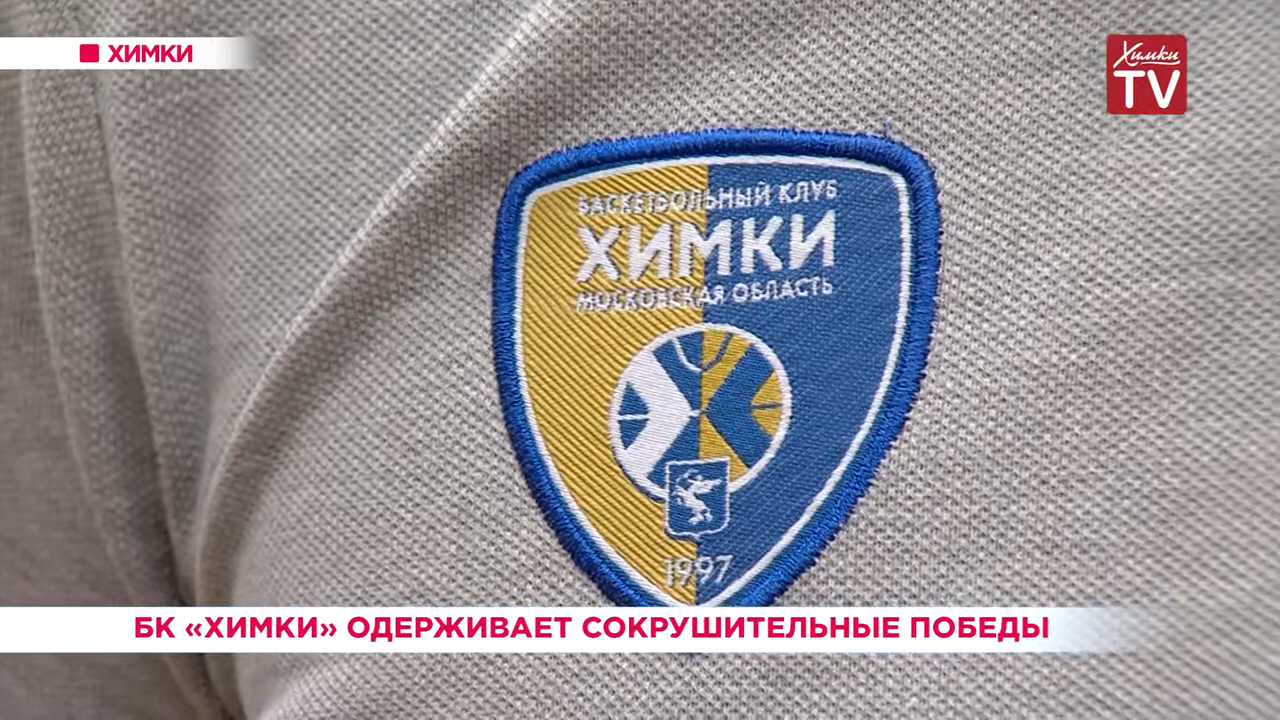 ХИМКИ
Химки
TV
БАСКЕТБОЛЬНЫЙ КЛУБ
ХИМКИ
МОСКОВСКАЯ ОБЛАСТЬ
1997
БК «ХИМКИ» ОДЕРЖИВАЕТ СОКРУШИТЕЛЬНЫЕ ПОБЕДЫ